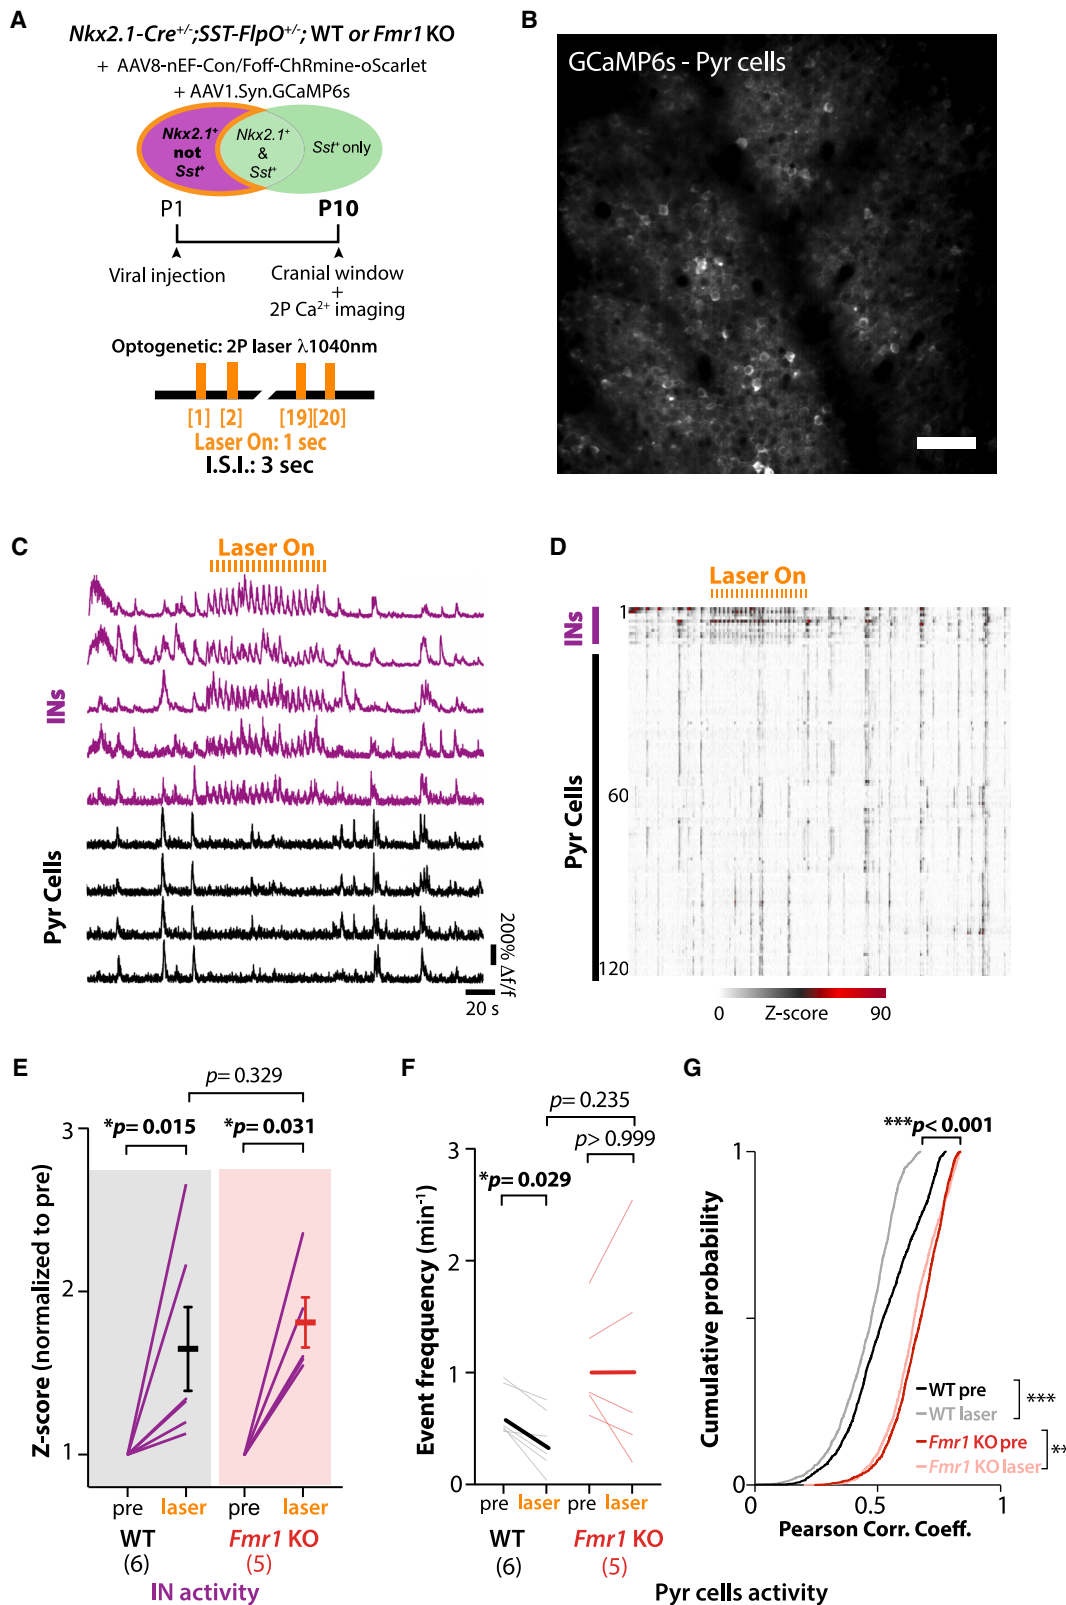 A
Nkx2.1-Cre+/-;SST-FlpO+/-; WT or Fmr1 KO
+ AAV8-nEF-Con/Foff-ChRmine-oScarlet
+ AAV1.Syn.GCaMP6s
Nkx2.1+
not
Sst+
Nkx2.1+
&
Sst+
Sst+ only
P1
P10
Viral injection
Cranial window
+
2P Ca2+ imaging
Optogenetic: 2P laser λ1040nm
[1] [2] [19][20]
Laser On: 1 sec
I.S.I.: 3 sec
B
GCaMP6s - Pyr cells
C
Laser On
INs
Pyr Cells
200% Δf/f
20 s
D
Laser On
INs
Pyr Cells
1
60
120
0 Z-score 90
E
p= 0.329
*p= 0.015
*p= 0.031
Z-score (normalized to pre)
3
2
1
pre laser pre laser
WT
(6)
Fmr1 KO
(5)
IN activity
F
p= 0.235
p> 0.999
*p= 0.029
Event freqquency (min-1)
3
2
1
0
pre laser pre laser
WT
(6)
Fmr1 KO
(5)
G
***p< 0.001
Cumulative probability
1
0
WT pre
WT laser
***
Fmr1 KO pre
Fmr1 KO laser
**
0 0.5 1
Pearson Corr. Coeff.
Pyr cells activity